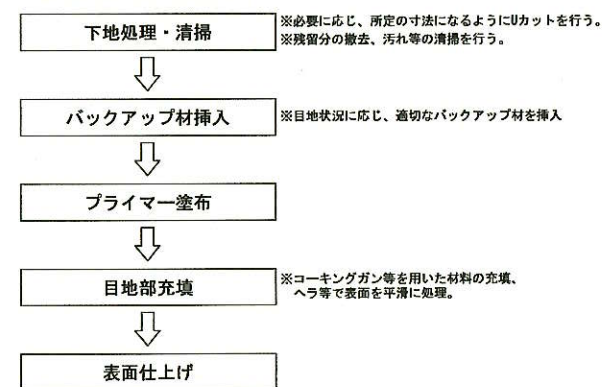 下地処理・清掃
※必要に応じ、所定の寸法になるようにUカットを行う。
※残留分の撤去、汚れ等の清掃を行う。
バックアップ材挿入
※目地状況に応じ、適切なバックアップ材を挿入
プライマー塗布
目地部充填
※コーキングガン等を用いた材料の充填、
ヘラ等で表面を平滑に処理。
表面仕上げ